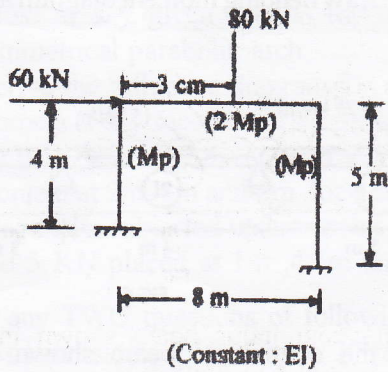 80 kN
60 kN
3 cm
(2 Mp)
4 m
(Mp)
(Mp)
5 m
8 m
(Constant : EI)